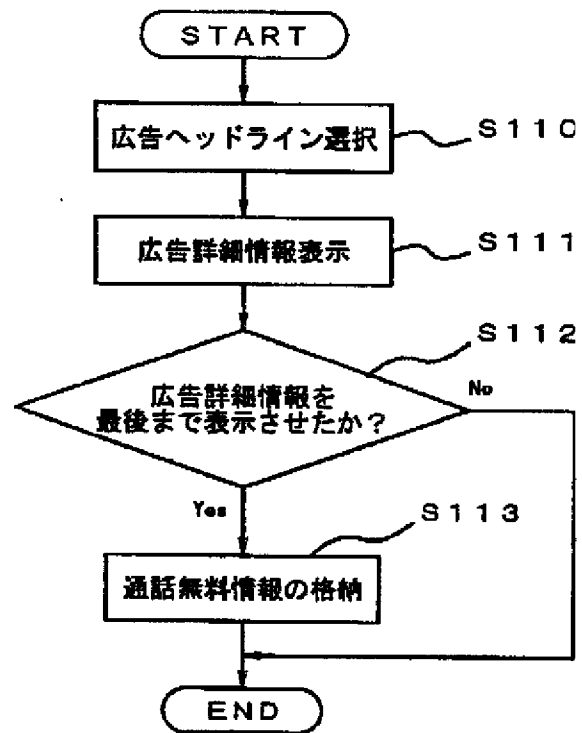 START
広告ヘッドライン選択
S110
広告詳細情報表示
S111
S112
広告詳細情報を
最後まで表示させたか？
No
Yes
S113
通話無料情報の格納
END